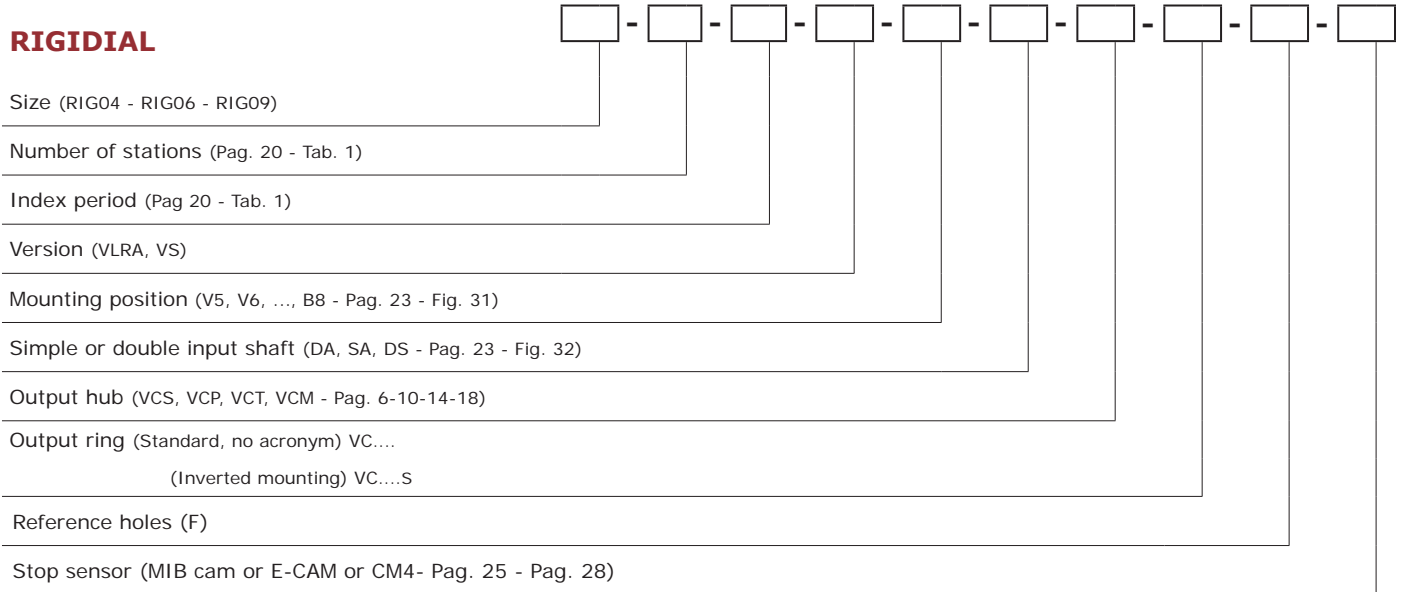 - - - - - - - - -
RIGIDIAL
Size (RIG04 - RIG06 - RIG09)
Number of stations (Pag. 20 - Tab. 1)
Index period (Pag 20 - Tab. 1)
Version (VLRA, VS)
Mounting position (V5, V6, ..., B8 - Pag. 23 - Fig. 31)
Simple or double input shaft (DA, SA, DS - Pag. 23 - Fig. 32)
Output hub (VCS, VCP, VCT, VCM - Pag. 6-10-14-18)
Output ring (Standard, no acronym) VC....
(Inverted mounting) VC....S
Reference holes (F)
Stop sensor (MIB cam or E-CAM or CM4- Pag. 25 - Pag. 28)